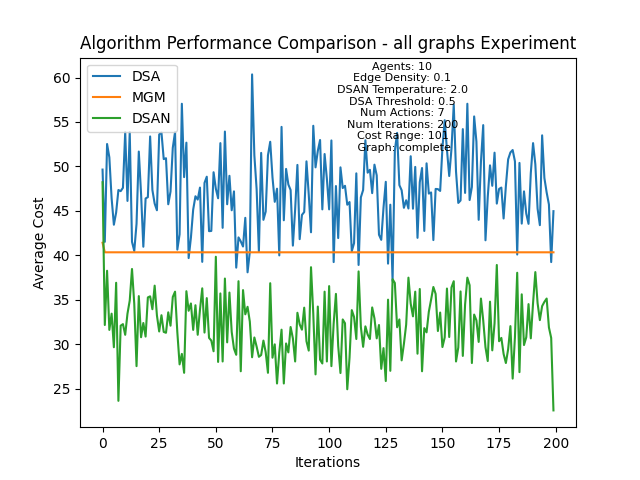 Algorithm Performance Comparison - all graphs Experiment
DSA
MGM
DSAN
Agents: 10
Edge Density: 0.1
DSAN Temperature: 2.0
DSA Threshold: 0.5
Num Actions: 7
Num Iterations: 200
Cost Range: 101
Graph: complete
Average Cost
60
55
50
45
40
35
30
25
0
25
50
75
100
125
150
175
200
Iterations